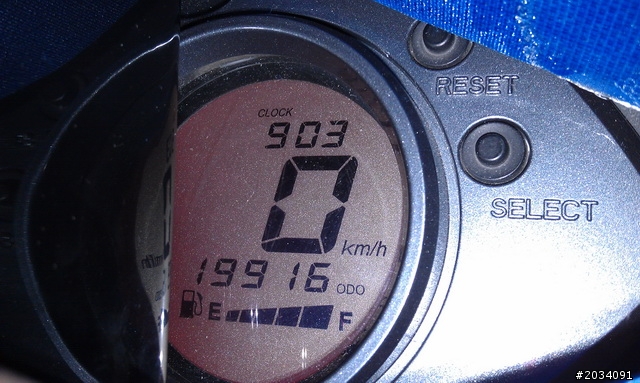 RESET
CLOCK
903
0
km/h
SELECT
19916 ODO
E F
#2034091